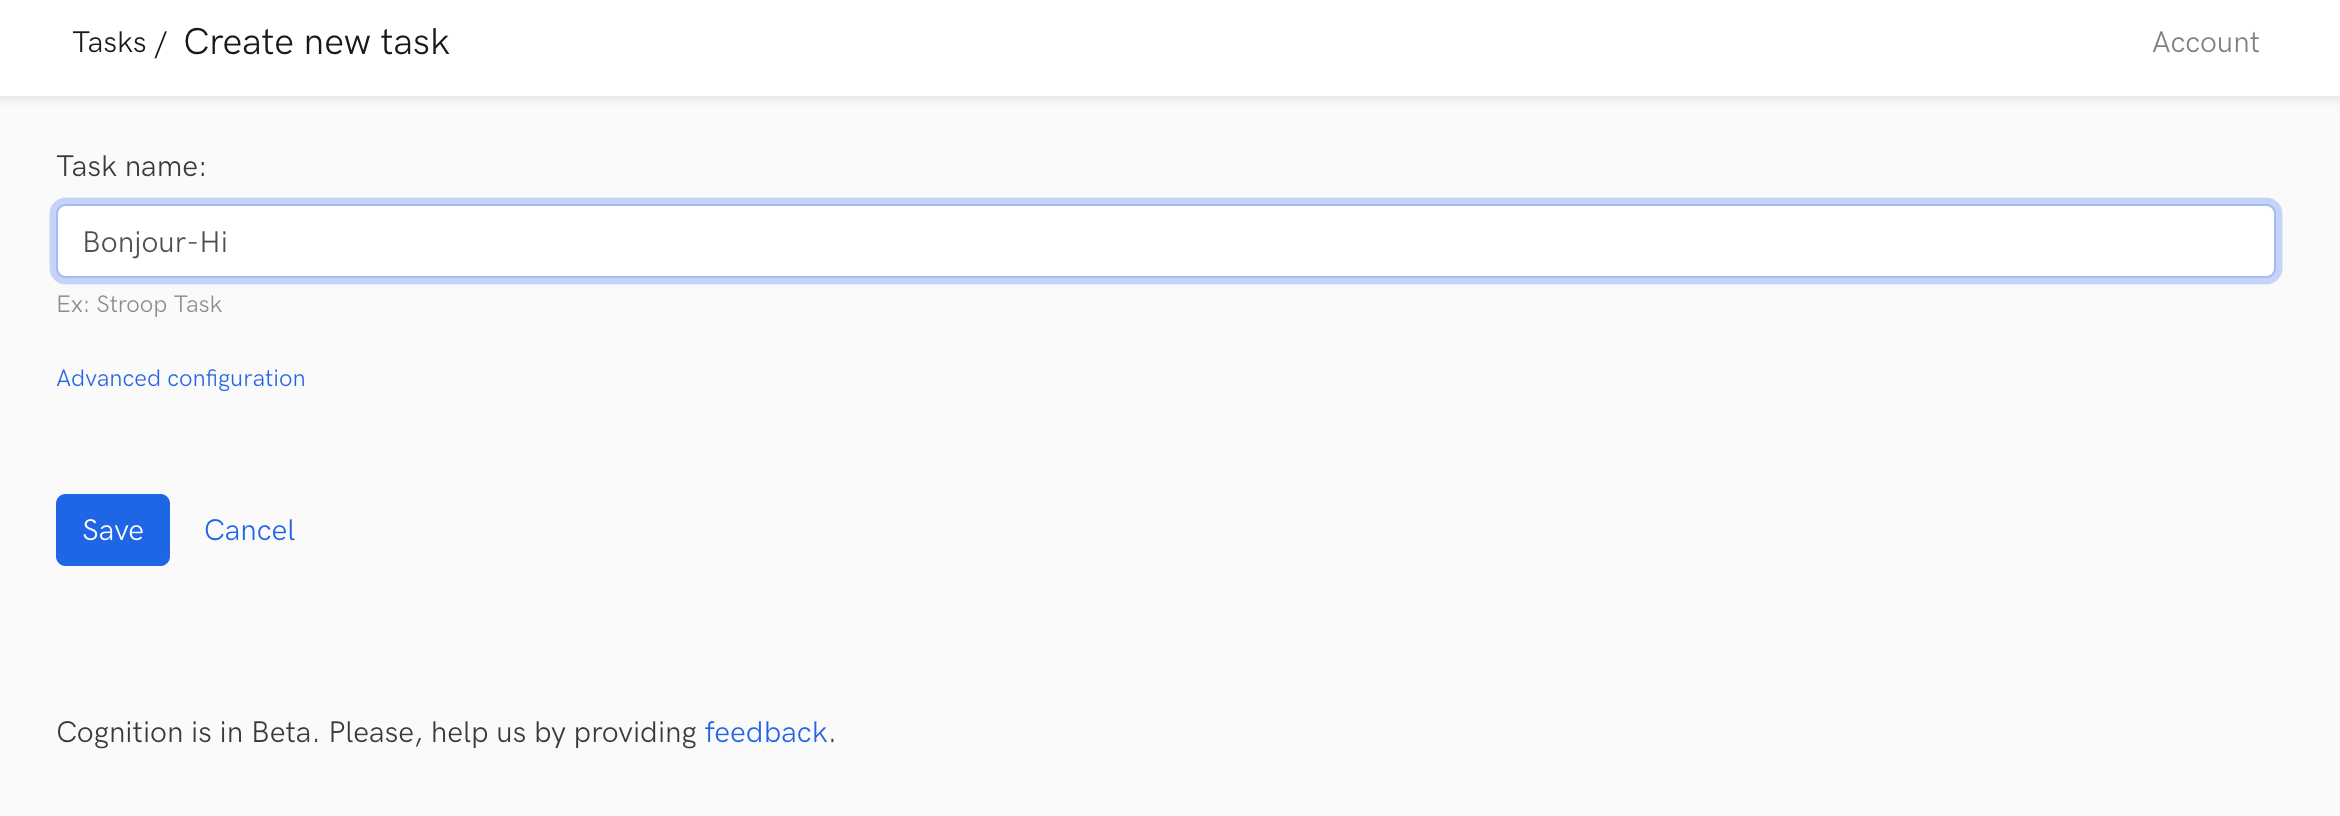 Tasks / Create new task
Account
Task name:
Bonjour-Hi
Ex: Stroop Task
Advanced configuration
Save
Cancel
Cognition is in Beta. Please, help us by providing feedback.